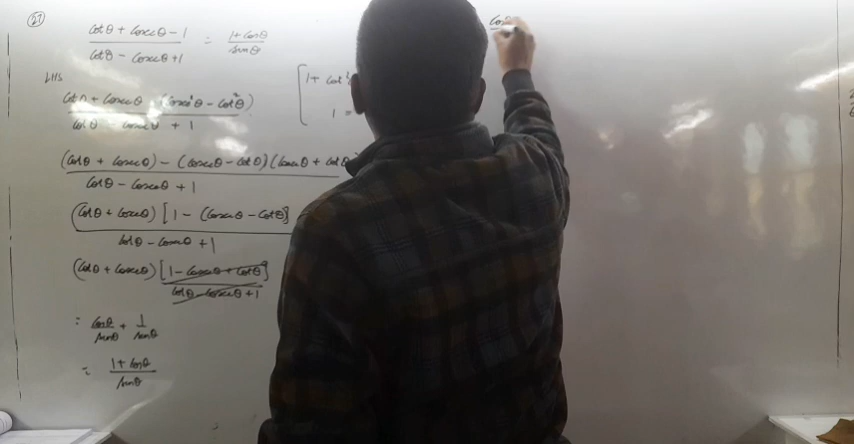 27
cotθ + cosecθ - 1 / cotθ - cosecθ + 1 = 1 + cosθ / sinθ
LHS
cotθ + cosecθ - (cosec²θ - cot²θ) / cotθ - cosecθ + 1
[1 + cot²
1 =
(cotθ + cosecθ) - (cosecθ - cotθ)(cosecθ + cotθ / cotθ - cosecθ + 1
(cotθ + cosecθ) [1 - (cosecθ - cotθ] / cotθ - cosecθ + 1
(cotθ + cosecθ) [1 - cosecθ + cotθ] / cotθ - cosecθ + 1
= cosθ / sinθ + 1 / sinθ
= 1 + cosθ / sinθ